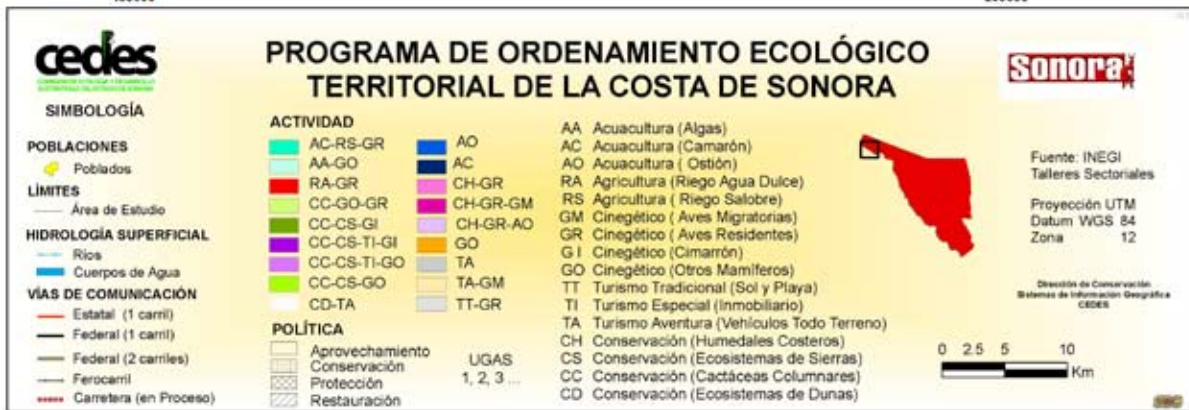 cedes
PROGRAMA DE ORDENAMIENTO ECOLÓGICO
TERRITORIAL DE LA COSTA DE SONORA
Sonora
SIMBOLOGÍA
POBLACIONES
Poblados
LÍMITES
Área de Estudio
HIDROLOGÍA SUPERFICIAL
Ríos
Cuerpos de Agua
VÍAS DE COMUNICACIÓN
Estatal (1 carril)
Federal (1 carril)
Federal (2 carriles)
Ferocarril
Carretera (en Proceso)
ACTIVIDAD
AC-RS-GR
AA-GO
RA-GR
CC-GO-GR
CC-CS-GI
CC-CS-TI-GI
CC-CS-TI-GO
CC-CS-GO
CD-TA
AO
AC
CH-GR
CH-GR-GM
CH-GR-AO
GO
TA
TA-GM
TT-GR
POLÍTICA
Aprovechamiento
Conservación
Protección
Restauración
UGAS
1, 2, 3 ...
AA Acuacultura (Algas)
AC Acuacultura (Camarón)
AO Acuacultura ( Ostión)
RA Agricultura (Riego Agua Dulce)
RS Agricultura ( Riego Salobre)
GM Cinegético ( Aves Migratorias)
GR Cinegético ( Aves Residentes)
GI Cinegético (Cimarrón)
GO Cinegético (Otros Mamíferos)
TT Turismo Tradicional (Sol y Playa)
TI Turismo Especial (Inmobiliario)
TA Turismo Aventura (Vehículos Todo Terreno)
CH Conservación (Humedales Costeros)
CS Conservación (Ecosistemas de Sierras)
CC Conservación (Cactáceas Columnares)
CD Conservación (Ecosistemas de Dunas)
Fuente: INEGI
Talleres Sectoriales
Proyección UTM
Datum WGS 84
Zona 12
Dirección de Conservación
Sistemas de Información Geográfica
CEDES
0 2.5 5 10
Km